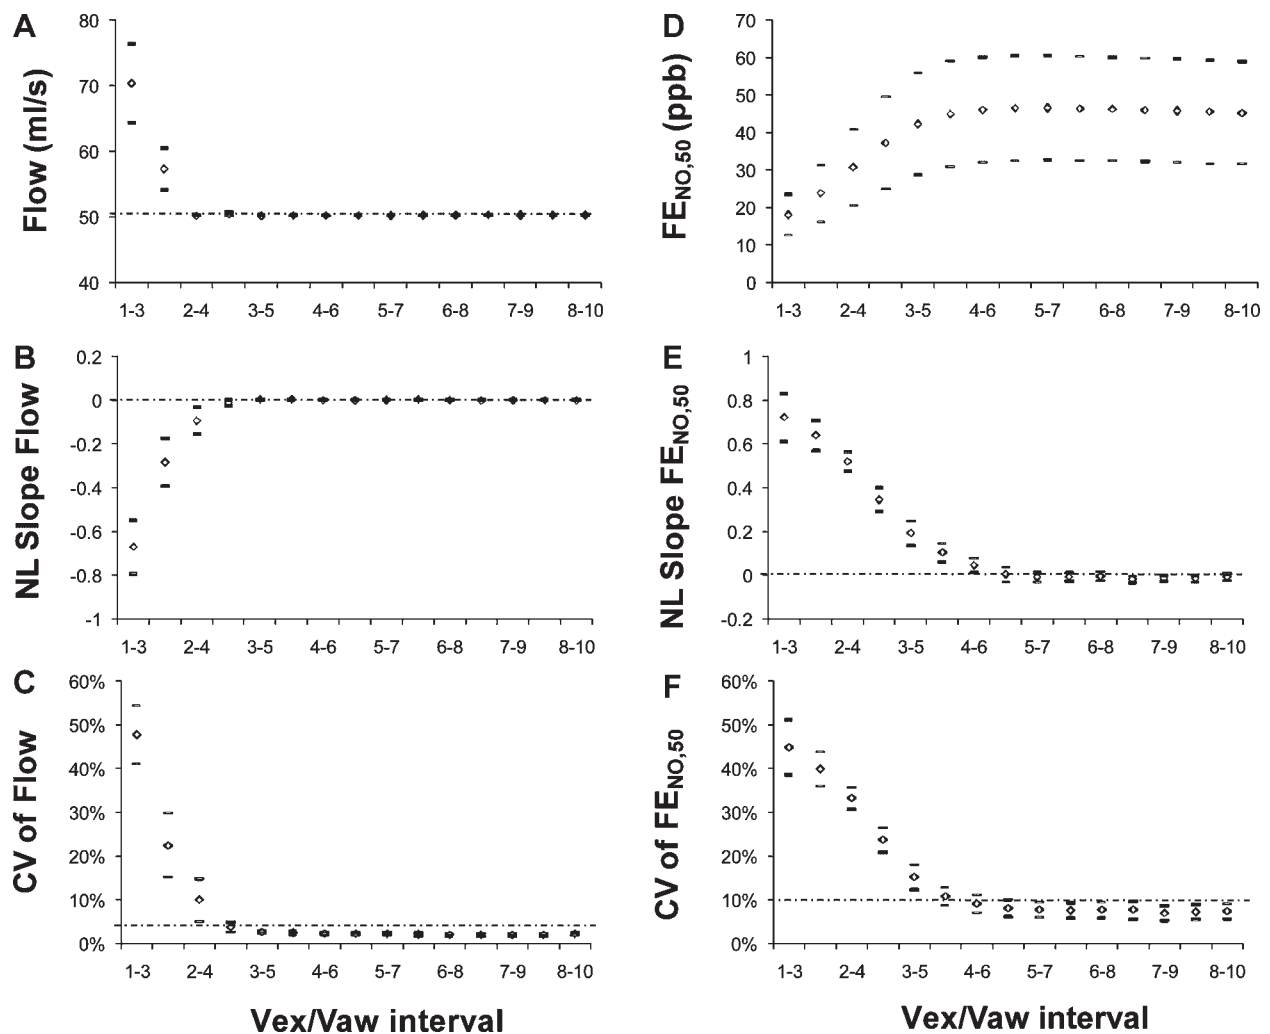 A
Flow (ml/s)
80
70
60
50
40
1-3 2-4 3-5 4-6 5-7 6-8 7-9 8-10
B
NL Slope Flow
0.2
0
-0.2
-0.4
-0.6
-0.8
-1
1-3 2-4 3-5 4-6 5-7 6-8 7-9 8-10
C
CV of Flow
60%
50%
40%
30%
20%
10%
0%
1-3 2-4 3-5 4-6 5-7 6-8 7-9 8-10
Vex/Vaw interval
D
FENO,50 (ppb)
70
60
50
40
30
20
10
0
1-3 2-4 3-5 4-6 5-7 6-8 7-9 8-10
E
NL Slope FENO,50
1
0.8
0.6
0.4
0.2
0
-0.2
1-3 2-4 3-5 4-6 5-7 6-8 7-9 8-10
F
CV of FENO,50
60%
50%
40%
30%
20%
10%
0%
1-3 2-4 3-5 4-6 5-7 6-8 7-9 8-10
Vex/Vaw interval